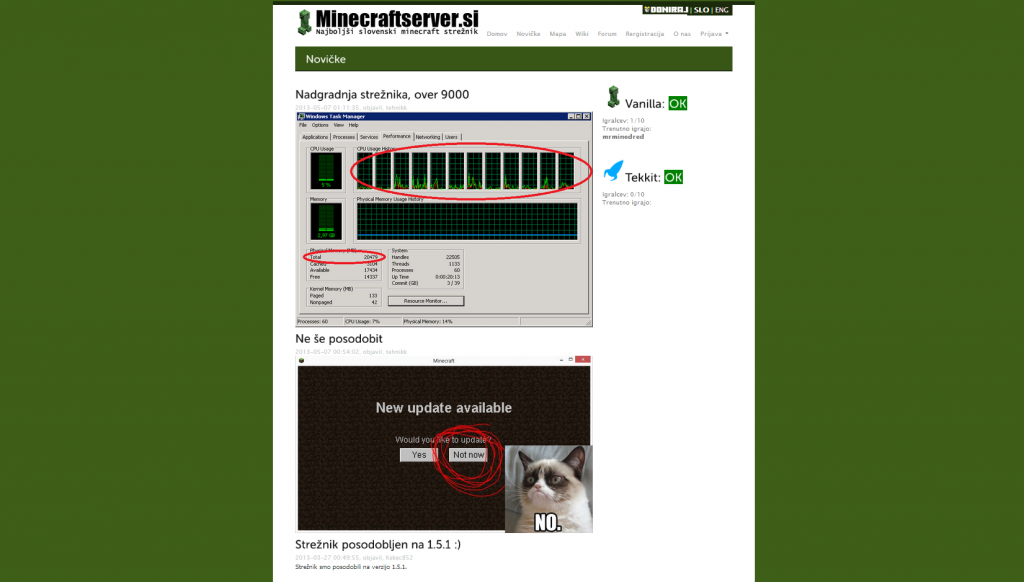 DONIRAJ | SLO | ENG
Minecraftserver.si
Najboljši slovenski minecraft strežnik
Domov Novičke Mapa Wiki Forum Registracija O nas Prijava
Novičke
Nadgradnja strežnika, over 9000
2013-05-07 01:11:35, objavil, tehnikk
Windows Task Manager
File Options View Help
Applications Processes Services Performance Networking Users
CPU Usage CPU Usage History
5 %
Memory Physical Memory Usage History
2,97 GB
Physical Memory (MB)
Total 20479
Cached 3104
Available 17434
Free 14337
Kernel Memory (MB)
Paged 133
Nonpaged 42
System
Handles 22505
Threads 1133
Processes 60
Up Time 0:00:20:13
Commit (GB) 3 / 39
Resource Monitor...
Processes: 60 CPU Usage: 7% Physical Memory: 14%
Ne še posodobit
2013-05-07 00:54:02, objavil, tehnikk
Minecraft
New update available
Would you like to update?
Yes Not now
NO.
Strežnik posodobljen na 1.5.1 :)
2013-04-27 00:49:55, objavil, Kabec852
Strežnik smo posodobili na verzijo 1.5.1.
Vanilla: OK
Igralcev: 1/10
Trenutno igrajo:
mrminedred
Tekkit: OK
Igralcev: 0/10
Trenutno igrajo: